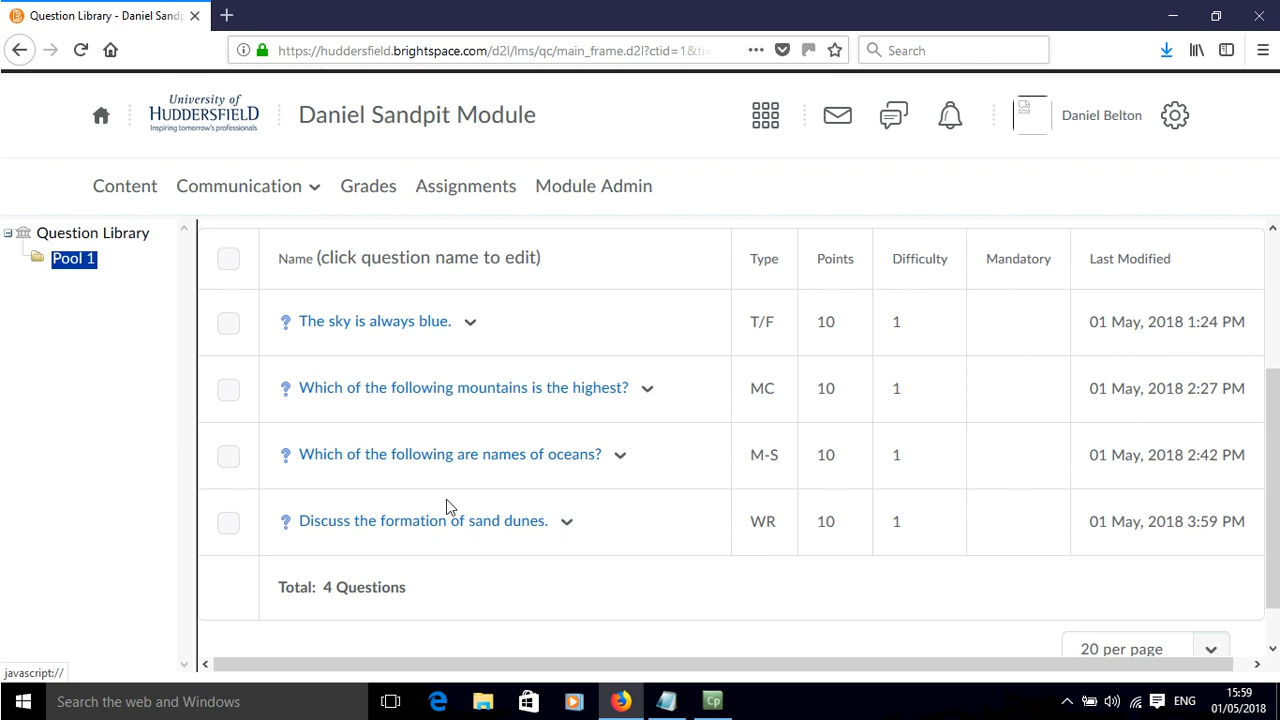 Question Library - Daniel Sandp
https://huddersfield.brightspace.com/d2l/lms/qc/main_frame.d2l?ctid=1&ti
Search
University of
HUDDERSFIELD
Inspiring tomorrow's professionals
Daniel Sandpit Module
Daniel Belton
Content
Communication
Grades
Assignments
Module Admin
Question Library
Pool 1
Name (click question name to edit) Type Points Difficulty Mandatory Last Modified
? The sky is always blue. T/F 10 1 01 May, 2018 1:24 PM
? Which of the following mountains is the highest? MC 10 1 01 May, 2018 2:27 PM
? Which of the following are names of oceans? M-S 10 1 01 May, 2018 2:42 PM
? Discuss the formation of sand dunes. WR 10 1 01 May, 2018 3:59 PM
Total: 4 Questions
20 per page
javascript://
Search the web and Windows
Cp
ENG
15:59
01/05/2018